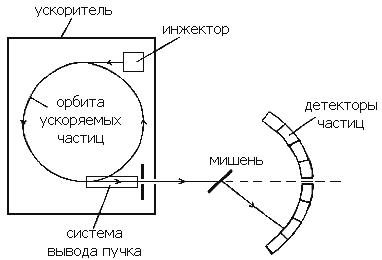 ускоритель
инжектор
орбита
ускоряемых
частиц
детекторы
частиц
мишень
система
вывода пучка